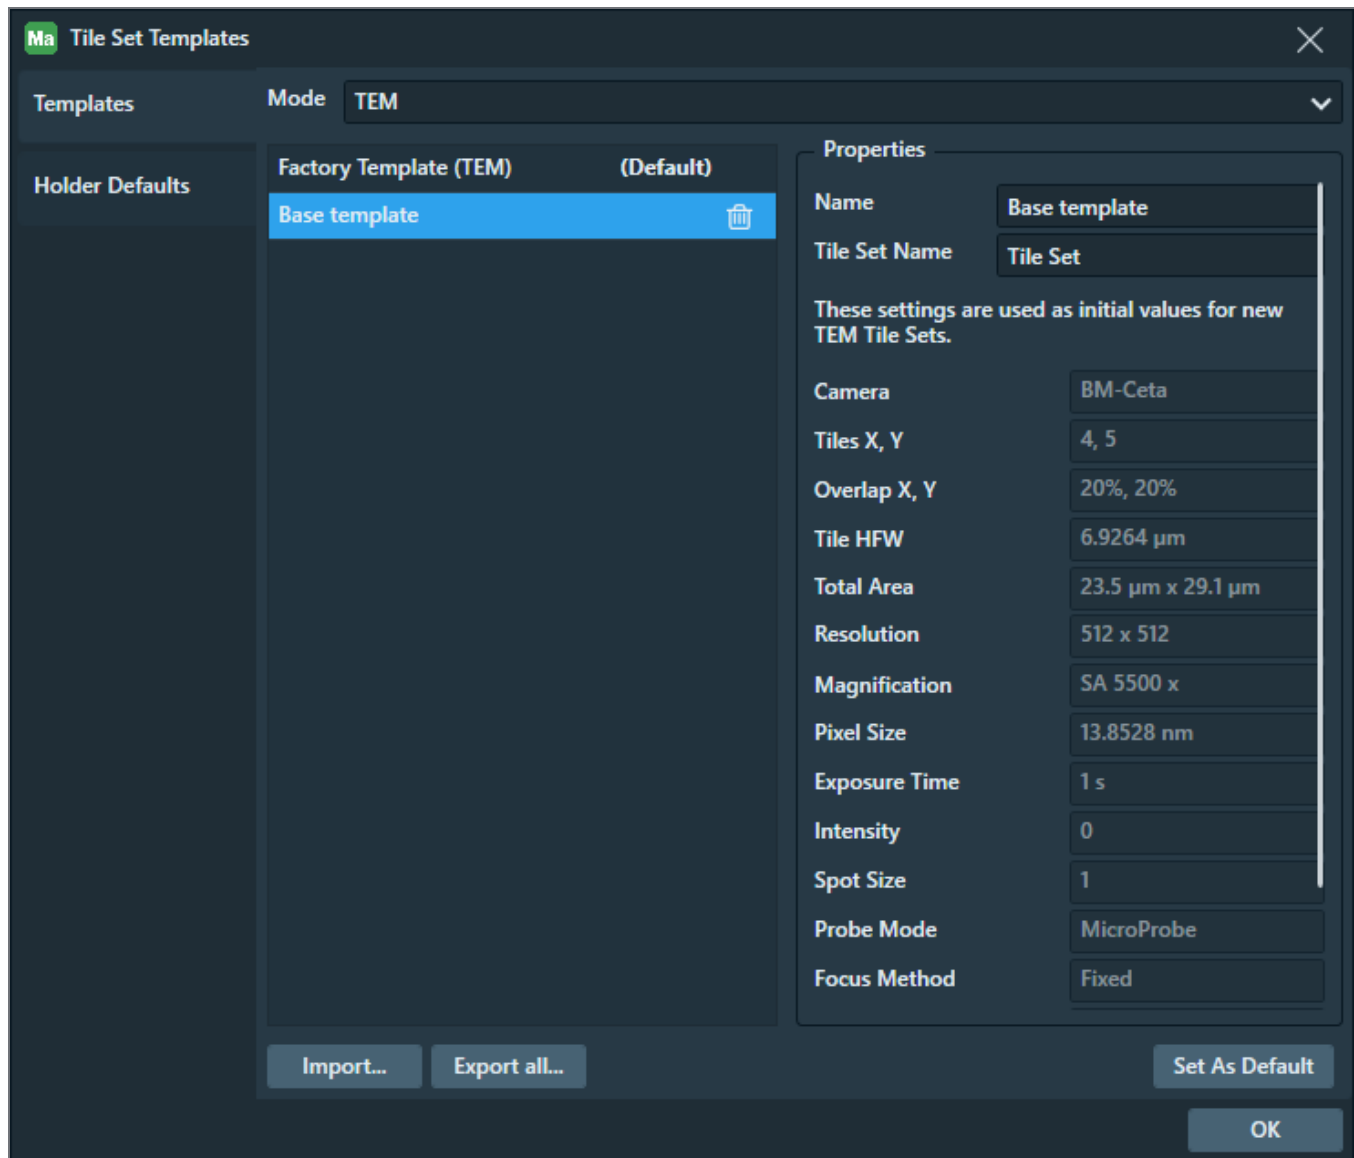 Ma Tile Set Templates
Templates
Holder Defaults
Mode TEM
Factory Template (TEM) (Default)
Base template
Properties
Name Base template
Tile Set Name Tile Set
These settings are used as initial values for new
TEM Tile Sets.
Camera BM-Ceta
Tiles X, Y 4, 5
Overlap X, Y 20%, 20%
Tile HFW 6.9264 µm
Total Area 23.5 µm x 29.1 µm
Resolution 512 x 512
Magnification SA 5500 x
Pixel Size 13.8528 nm
Exposure Time 1 s
Intensity 0
Spot Size 1
Probe Mode MicroProbe
Focus Method Fixed
Import... Export all... Set As Default
OK